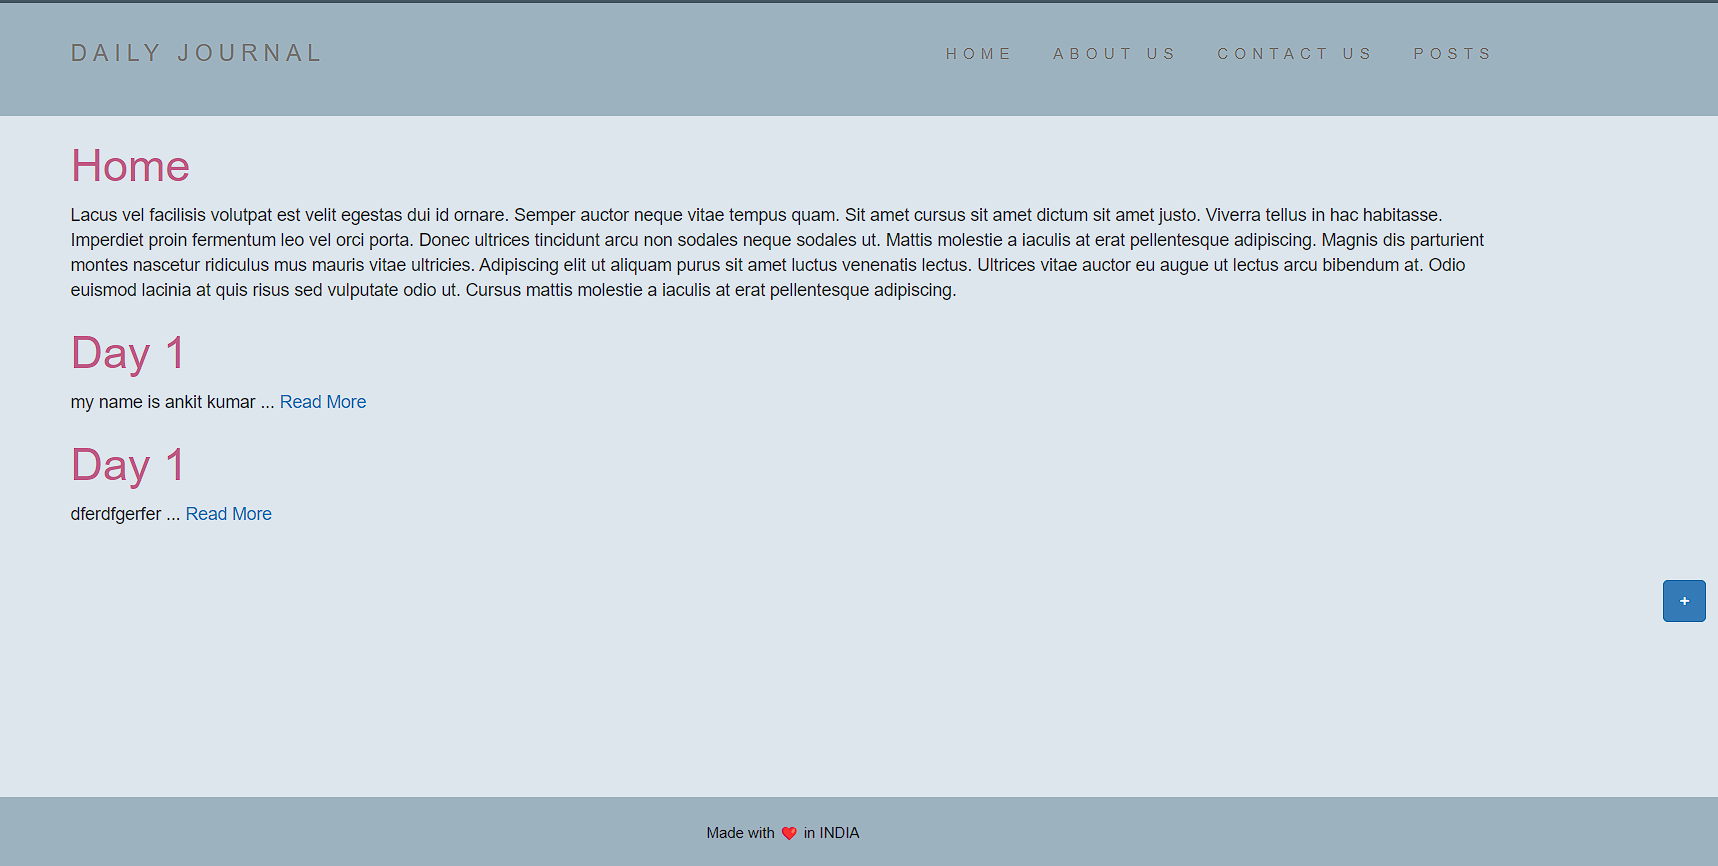 DAILY JOURNAL
HOME ABOUT US CONTACT US POSTS
Home
Lacus vel facilisis volutpat est velit egestas dui id ornare. Semper auctor neque vitae tempus quam. Sit amet cursus sit amet dictum sit amet justo. Viverra tellus in hac habitasse.
Imperdiet proin fermentum leo vel orci porta. Donec ultrices tincidunt arcu non sodales neque sodales ut. Mattis molestie a iaculis at erat pellentesque adipiscing. Magnis dis parturient
montes nascetur ridiculus mus mauris vitae ultricies. Adipiscing elit ut aliquam purus sit amet luctus venenatis lectus. Ultrices vitae auctor eu augue ut lectus arcu bibendum at. Odio
euismod lacinia at quis risus sed vulputate odio ut. Cursus mattis molestie a iaculis at erat pellentesque adipiscing.
Day 1
my name is ankit kumar ... Read More
Day 1
dferdfgerfer ... Read More
+
Made with ❤️ in INDIA